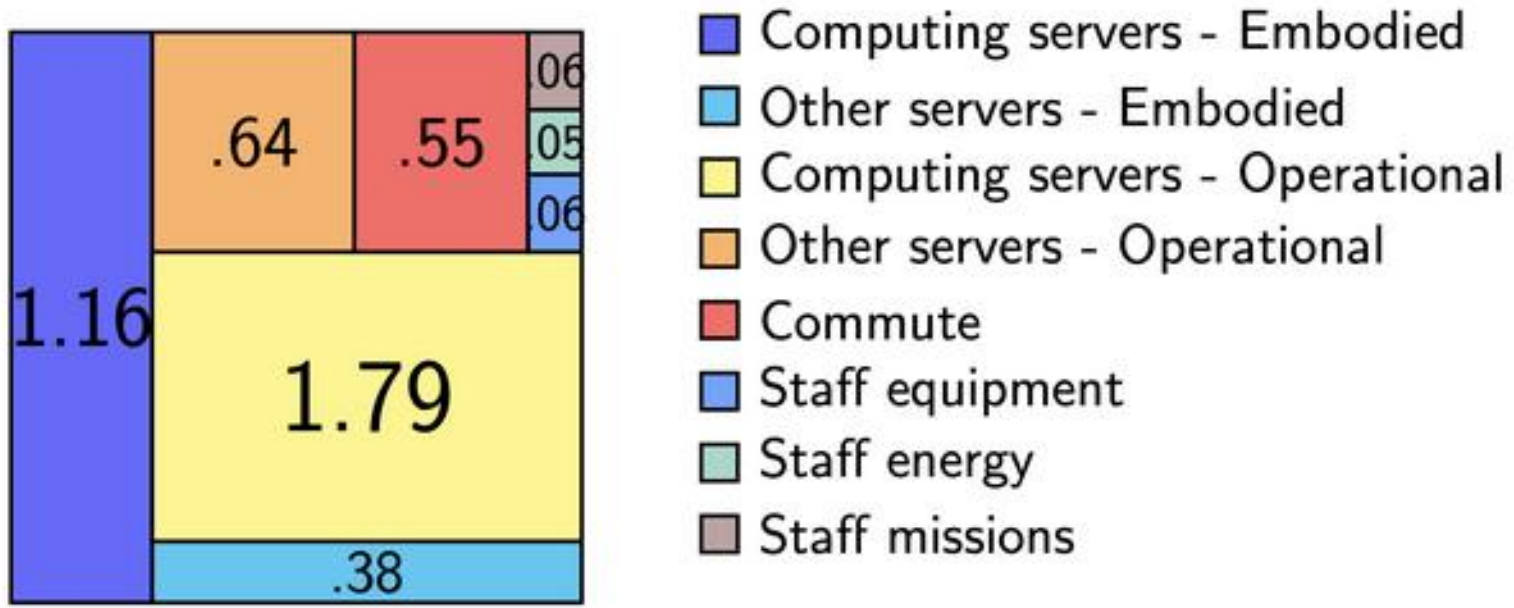 .06
.64
.55
.05
.06
1.16
1.79
.38
Computing servers - Embodied
Other servers - Embodied
Computing servers - Operational
Other servers - Operational
Commute
Staff equipment
Staff energy
Staff missions